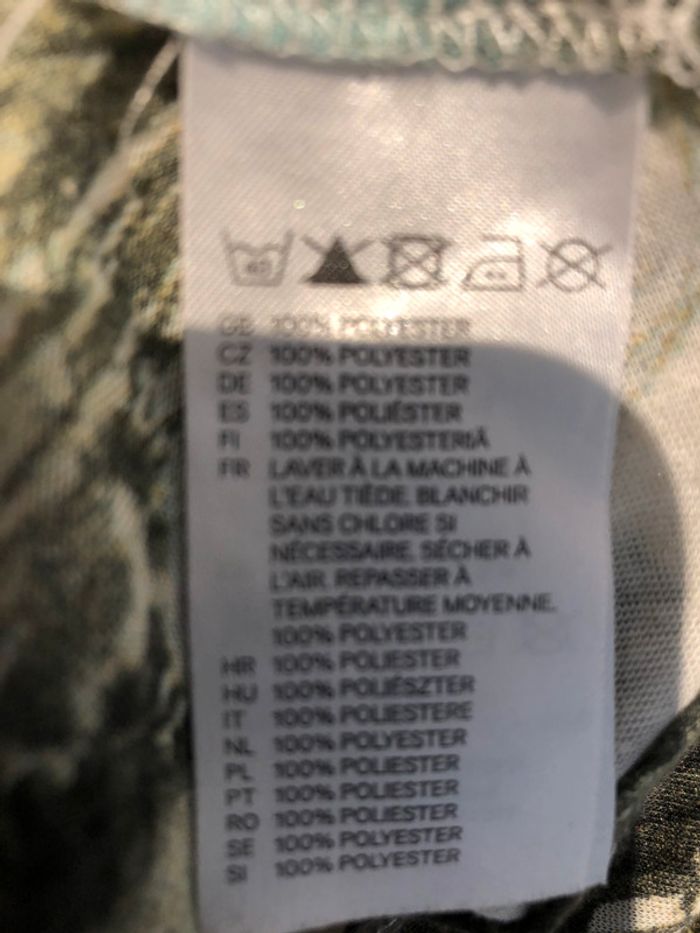 40
GB 100% POLYESTER
CZ 100% POLYESTER
DE 100% POLYESTER
ES 100% POLIÉSTER
FI 100% POLYESTERIÄ
FR LAVER À LA MACHINE À
L'EAU TIÈDE. BLANCHIR
SANS CHLORE SI
NÉCESSAIRE. SÉCHER À
L'AIR. REPASSER À
TEMPÉRATURE MOYENNE.
100% POLYESTER
HR 100% POLIESTER
HU 100% POLIÉSZTER
IT 100% POLIESTERE
NL 100% POLYESTER
PL 100% POLIESTER
PT 100% POLIÉSTER
RO 100% POLIESTER
SE 100% POLYESTER
SI 100% POLYESTER